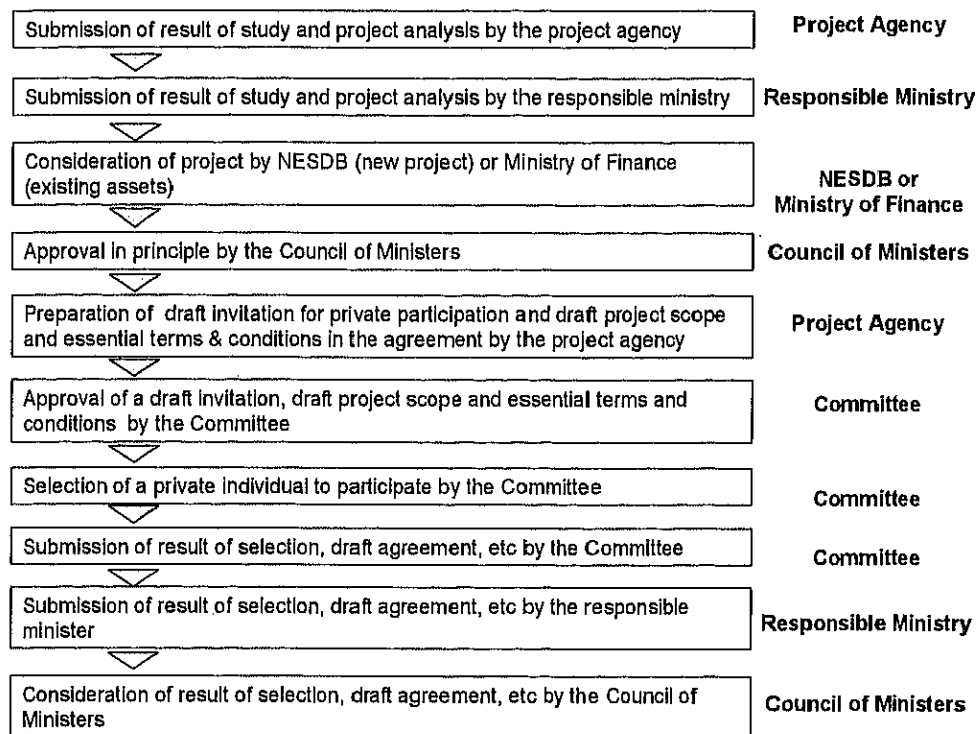 Submission of result of study and project analysis by the project agency
Project Agency
Submission of result of study and project analysis by the responsible ministry
Responsible Ministry
Consideration of project by NESDB (new project) or Ministry of Finance
(existing assets)
NESDB or
Ministry of Finance
Approval in principle by the Council of Ministers
Council of Ministers
Preparation of draft invitation for private participation and draft project scope
and essential terms & conditions in the agreement by the project agency
Project Agency
Approval of a draft invitation, draft project scope and essential terms and
conditions by the Committee
Committee
Selection of a private individual to participate by the Committee
Committee
Submission of result of selection, draft agreement, etc by the Committee
Committee
Submission of result of selection, draft agreement, etc by the responsible
minister
Responsible Ministry
Consideration of result of selection, draft agreement, etc by the Council of
Ministers
Council of Ministers